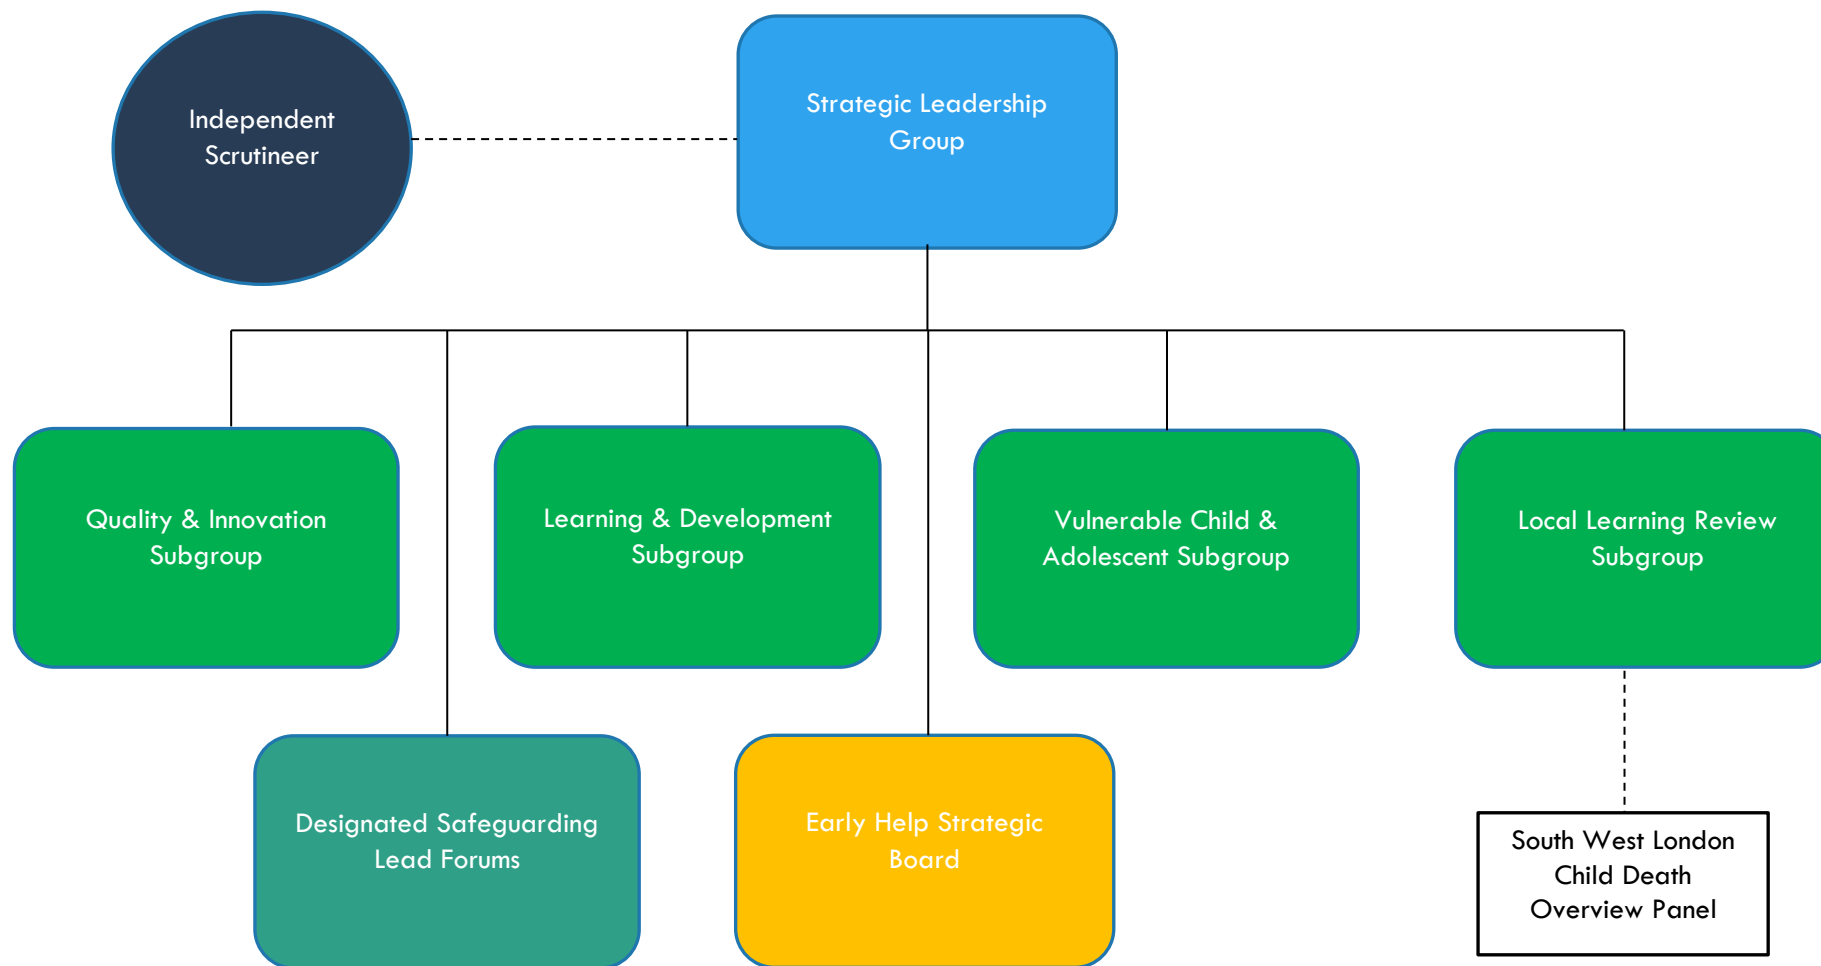 Independent
Scrutineer
Strategic Leadership
Group
Quality & Innovation
Subgroup
Learning & Development
Subgroup
Vulnerable Child &
Adolescent Subgroup
Local Learning Review
Subgroup
Designated Safeguarding
Lead Forums
Early Help Strategic
Board
South West London
Child Death
Overview Panel